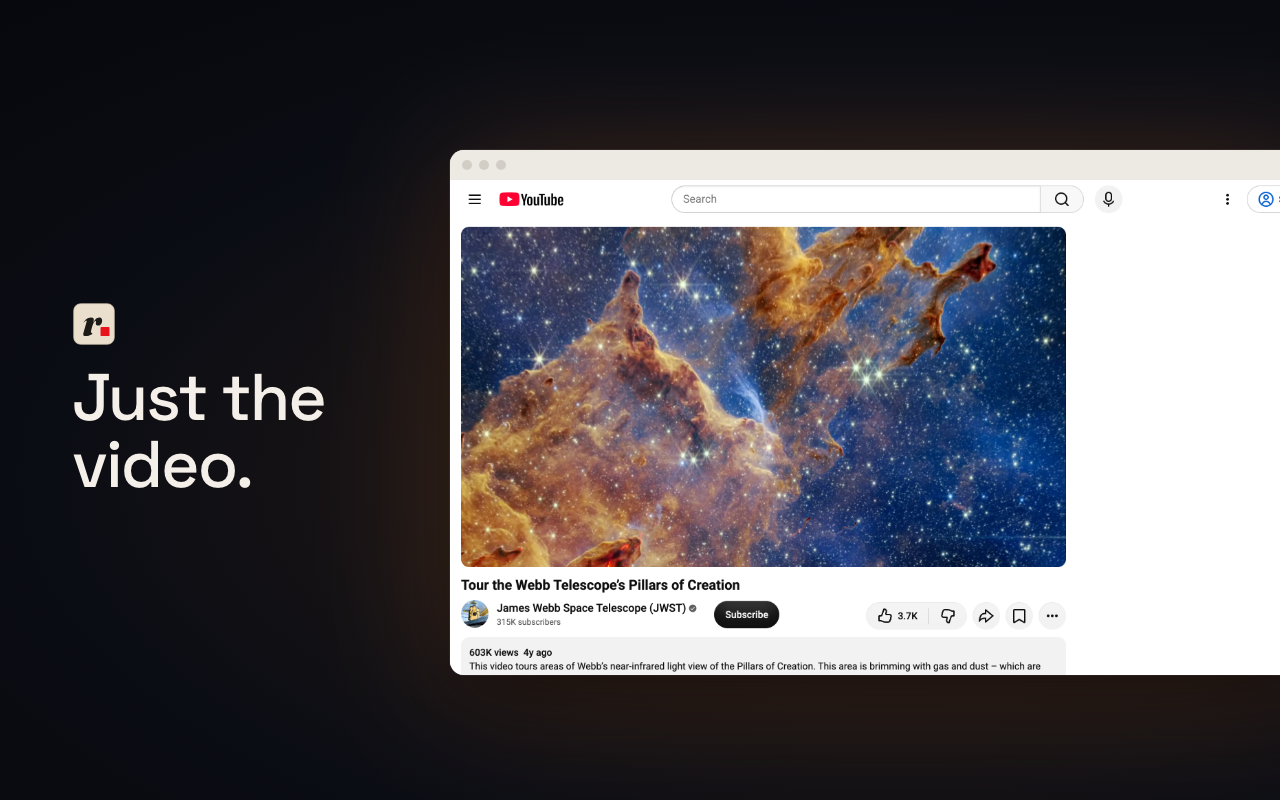 r.
Just the
video.
YouTube
Search
Tour the Webb Telescope's Pillars of Creation
James Webb Space Telescope (JWST)
315K subscribers
Subscribe
3.7K
603K views 4y ago
This video tours areas of Webb's near-infrared light view of the Pillars of Creation. This area is brimming with gas and dust – which are